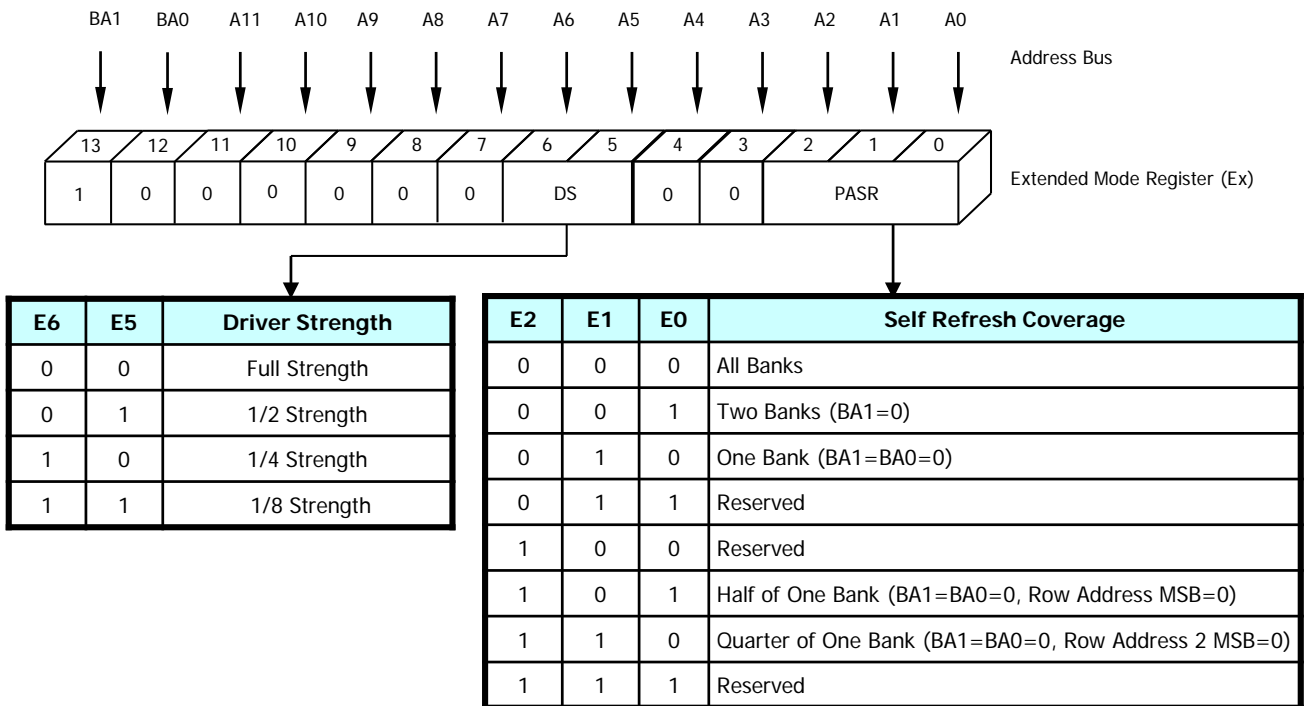 BA1 BA0 A11 A10 A9 A8 A7 A6 A5 A4 A3 A2 A1 A0
Address Bus
13 12 11 10 9 8 7 6 5 4 3 2 1 0
1 0 0 0 0 0 0 DS 0 0 PASR
Extended Mode Register (Ex)
E6 E5 Driver Strength
0 0 Full Strength
0 1 1/2 Strength
1 0 1/4 Strength
1 1 1/8 Strength
E2 E1 E0 Self Refresh Coverage
0 0 0 All Banks
0 0 1 Two Banks (BA1=0)
0 1 0 One Bank (BA1=BA0=0)
0 1 1 Reserved
1 0 0 Reserved
1 0 1 Half of One Bank (BA1=BA0=0, Row Address MSB=0)
1 1 0 Quarter of One Bank (BA1=BA0=0, Row Address 2 MSB=0)
1 1 1 Reserved